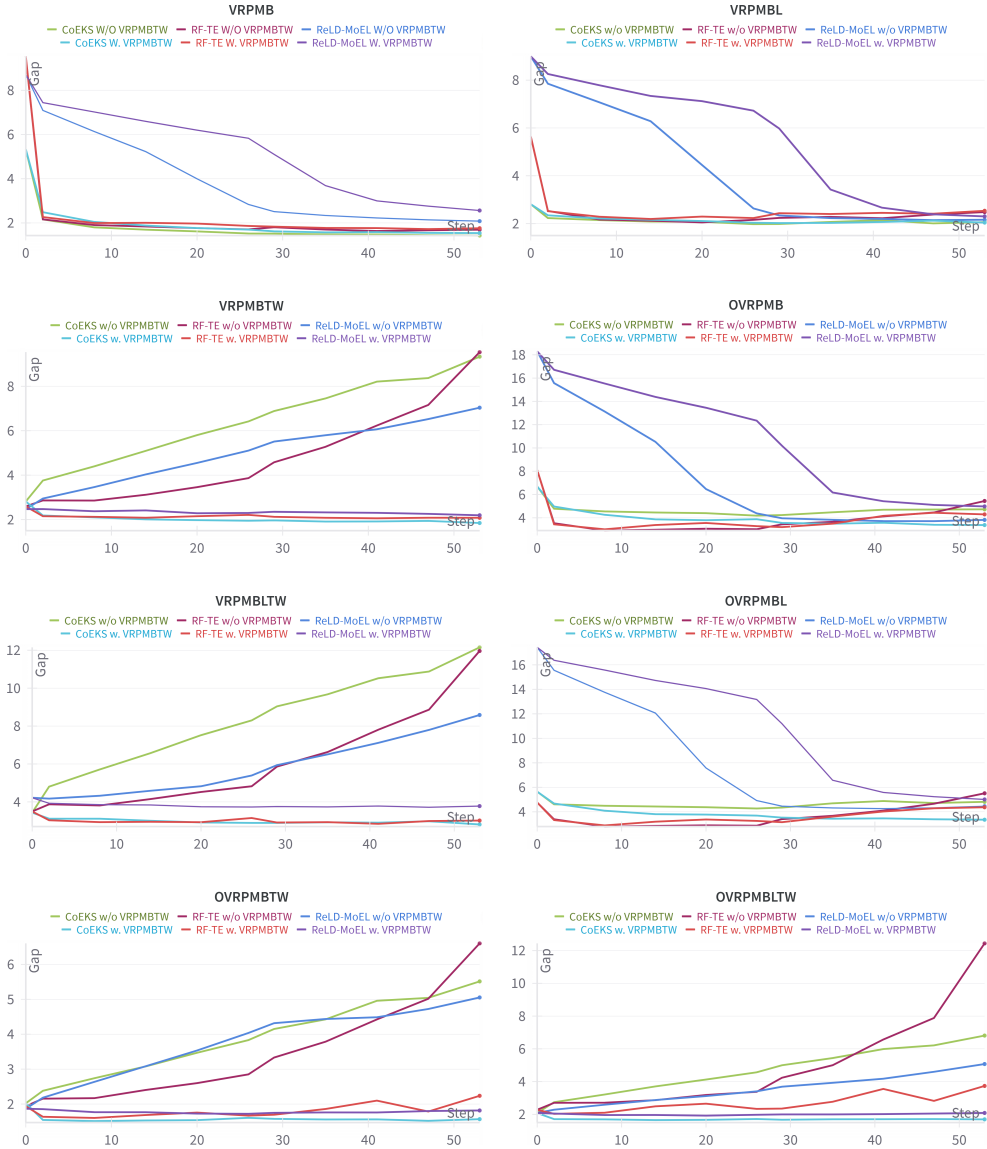 VRPMB
CoEKS W/O VRPMBTW RF-TE W/O VRPMBTW ReLD-MoEL W/O VRPMBTW
CoEKS W. VRPMBTW RF-TE W. VRPMBTW ReLD-MoEL W. VRPMBTW
Gap
8
6
4
2
Step
0 10 20 30 40 50
VRPMBL
CoEKS w/o VRPMBTW RF-TE w/o VRPMBTW ReLD-MoEL w/o VRPMBTW
CoEKS w. VRPMBTW RF-TE w. VRPMBTW ReLD-MoEL w. VRPMBTW
Gap
8
6
4
2
Step
0 10 20 30 40 50
VRPMBTW
CoEKS w/o VRPMBTW RF-TE w/o VRPMBTW ReLD-MoEL w/o VRPMBTW
CoEKS w. VRPMBTW RF-TE w. VRPMBTW ReLD-MoEL w. VRPMBTW
Gap
8
6
4
2
Step
0 10 20 30 40 50
OVRPMB
CoEKS w/o VRPMBTW RF-TE w/o VRPMBTW ReLD-MoEL w/o VRPMBTW
CoEKS w. VRPMBTW RF-TE w. VRPMBTW ReLD-MoEL w. VRPMBTW
Gap
18
16
14
12
10
8
6
4
Step
0 10 20 30 40 50
VRPMBLTW
CoEKS w/o VRPMBTW RF-TE w/o VRPMBTW ReLD-MoEL w/o VRPMBTW
CoEKS w. VRPMBTW RF-TE w. VRPMBTW ReLD-MoEL w. VRPMBTW
Gap
12
10
8
6
4
Step
0 10 20 30 40 50
OVRPMBL
CoEKS w/o VRPMBTW RF-TE w/o VRPMBTW ReLD-MoEL w/o VRPMBTW
CoEKS w. VRPMBTW RF-TE w. VRPMBTW ReLD-MoEL w. VRPMBTW
Gap
16
14
12
10
8
6
4
Step
0 10 20 30 40 50
OVRPMBTW
CoEKS w/o VRPMBTW RF-TE w/o VRPMBTW ReLD-MoEL w/o VRPMBTW
CoEKS w. VRPMBTW RF-TE w. VRPMBTW ReLD-MoEL w. VRPMBTW
Gap
6
5
4
3
2
Step
0 10 20 30 40 50
OVRPMBLTW
CoEKS w/o VRPMBTW RF-TE w/o VRPMBTW ReLD-MoEL w/o VRPMBTW
CoEKS w. VRPMBTW RF-TE w. VRPMBTW ReLD-MoEL w. VRPMBTW
Gap
12
10
8
6
4
2
Step
0 10 20 30 40 50